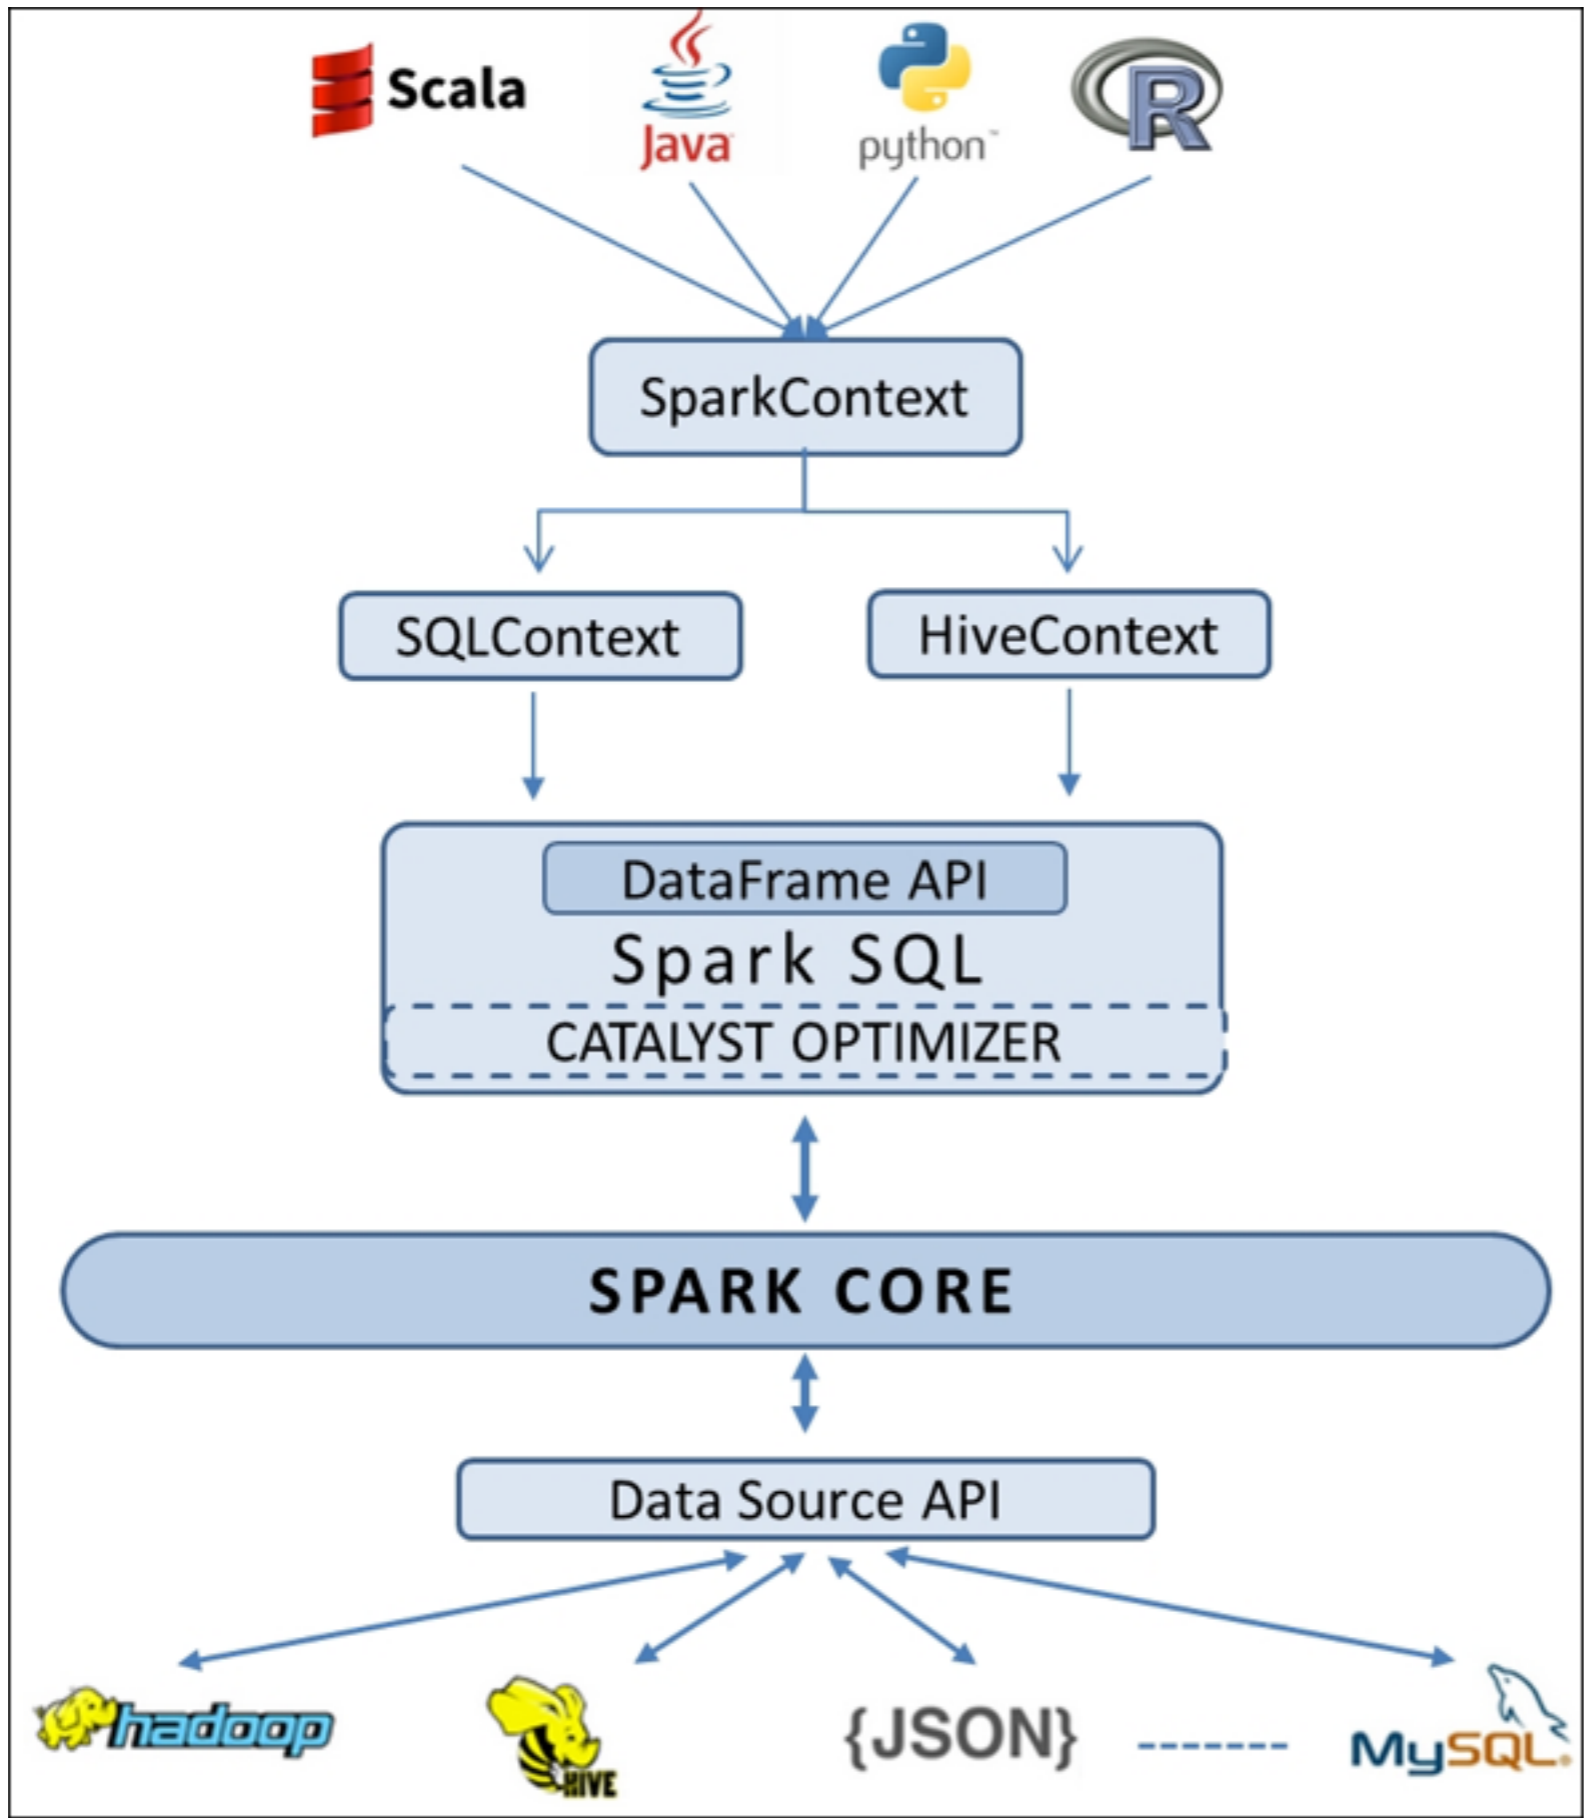 Scala
Java
python™
R
SparkContext
SQLContext
HiveContext
DataFrame API
Spark SQL
CATALYST OPTIMIZER
SPARK CORE
Data Source API
hadoop
HIVE
{JSON}
MySQL®